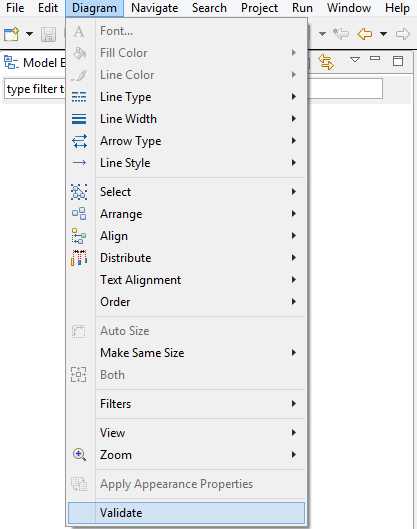 File Edit Diagram Navigate Search Project Run Window Help
Font...
Fill Color
Model E
Line Color
type filter t
Line Type
Line Width
Arrow Type
Line Style
Select
Arrange
Align
Distribute
Text Alignment
Order
Auto Size
Make Same Size
Both
Filters
View
Zoom
Apply Appearance Properties
Validate